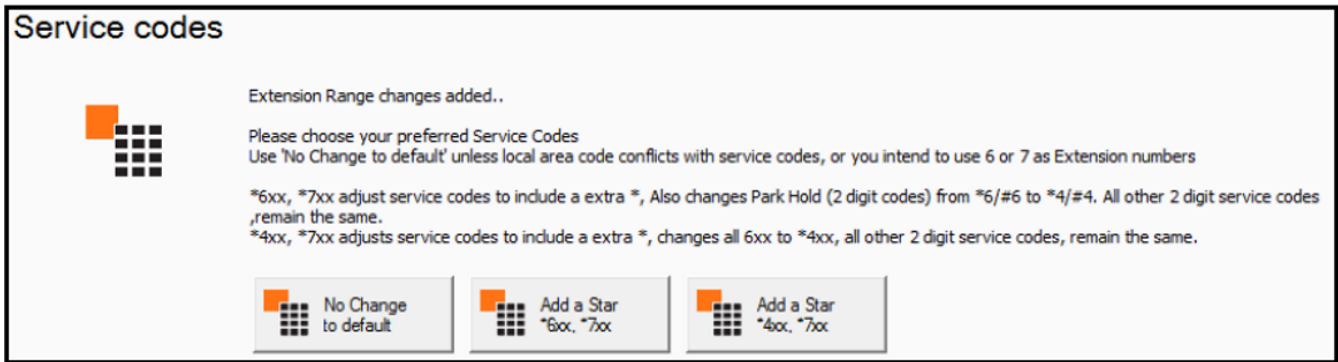 Service codes
Extension Range changes added..
Please choose your preferred Service Codes
Use 'No Change to default' unless local area code conflicts with service codes, or you intend to use 6 or 7 as Extension numbers
*6xx, *7xx adjust service codes to include a extra *, Also changes Park Hold (2 digit codes) from *6/#6 to *4/#4. All other 2 digit service codes
,remain the same.
*4xx, *7xx adjusts service codes to include a extra *, changes all 6xx to *4xx, all other 2 digit service codes, remain the same.
No Change
to default
Add a Star
*6xx, *7xx
Add a Star
*4xx, *7xx